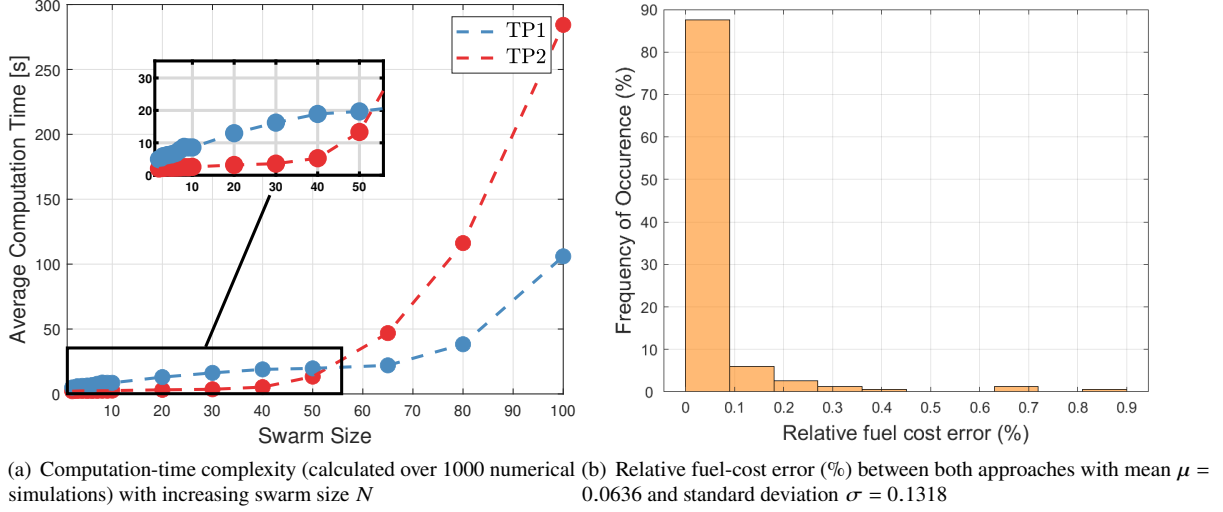 300
250
200
150
100
50
0
Average Computation Time [s]
10 20 30 40 50 60 70 80 90 100
Swarm Size
TP1
TP2
30
20
10
0
10 20 30 40 50
90
80
70
60
50
40
30
20
10
0
Frequency of Occurence (%)
0 0.1 0.2 0.3 0.4 0.5 0.6 0.7 0.8 0.9
Relative fuel cost error (%)
(a) Computation-time complexity (calculated over 1000 numerical
simulations) with increasing swarm size N
(b) Relative fuel-cost error (%) between both approaches with mean μ =
0.0636 and standard deviation σ = 0.1318